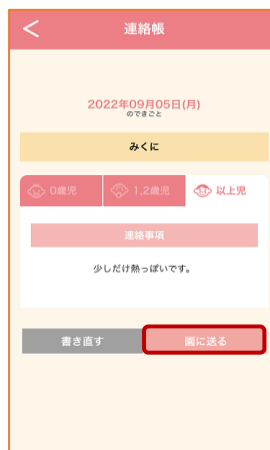 連絡帳
2022年09月05日(月)
のできごと
みくに
0歳児
1,2歳児
以上児
連絡事項
少しだけ熱っぽいです。
書き直す
園に送る